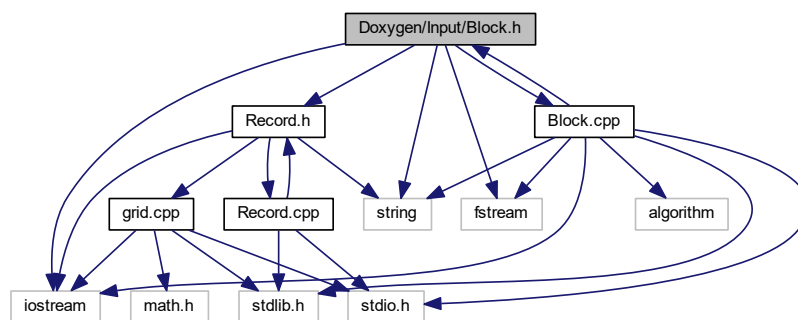 Doxygen/Input/Block.h
Record.h
Block.cpp
grid.cpp
Record.cpp
string
fstream
algorithm
iostream
math.h
stdlib.h
stdio.h